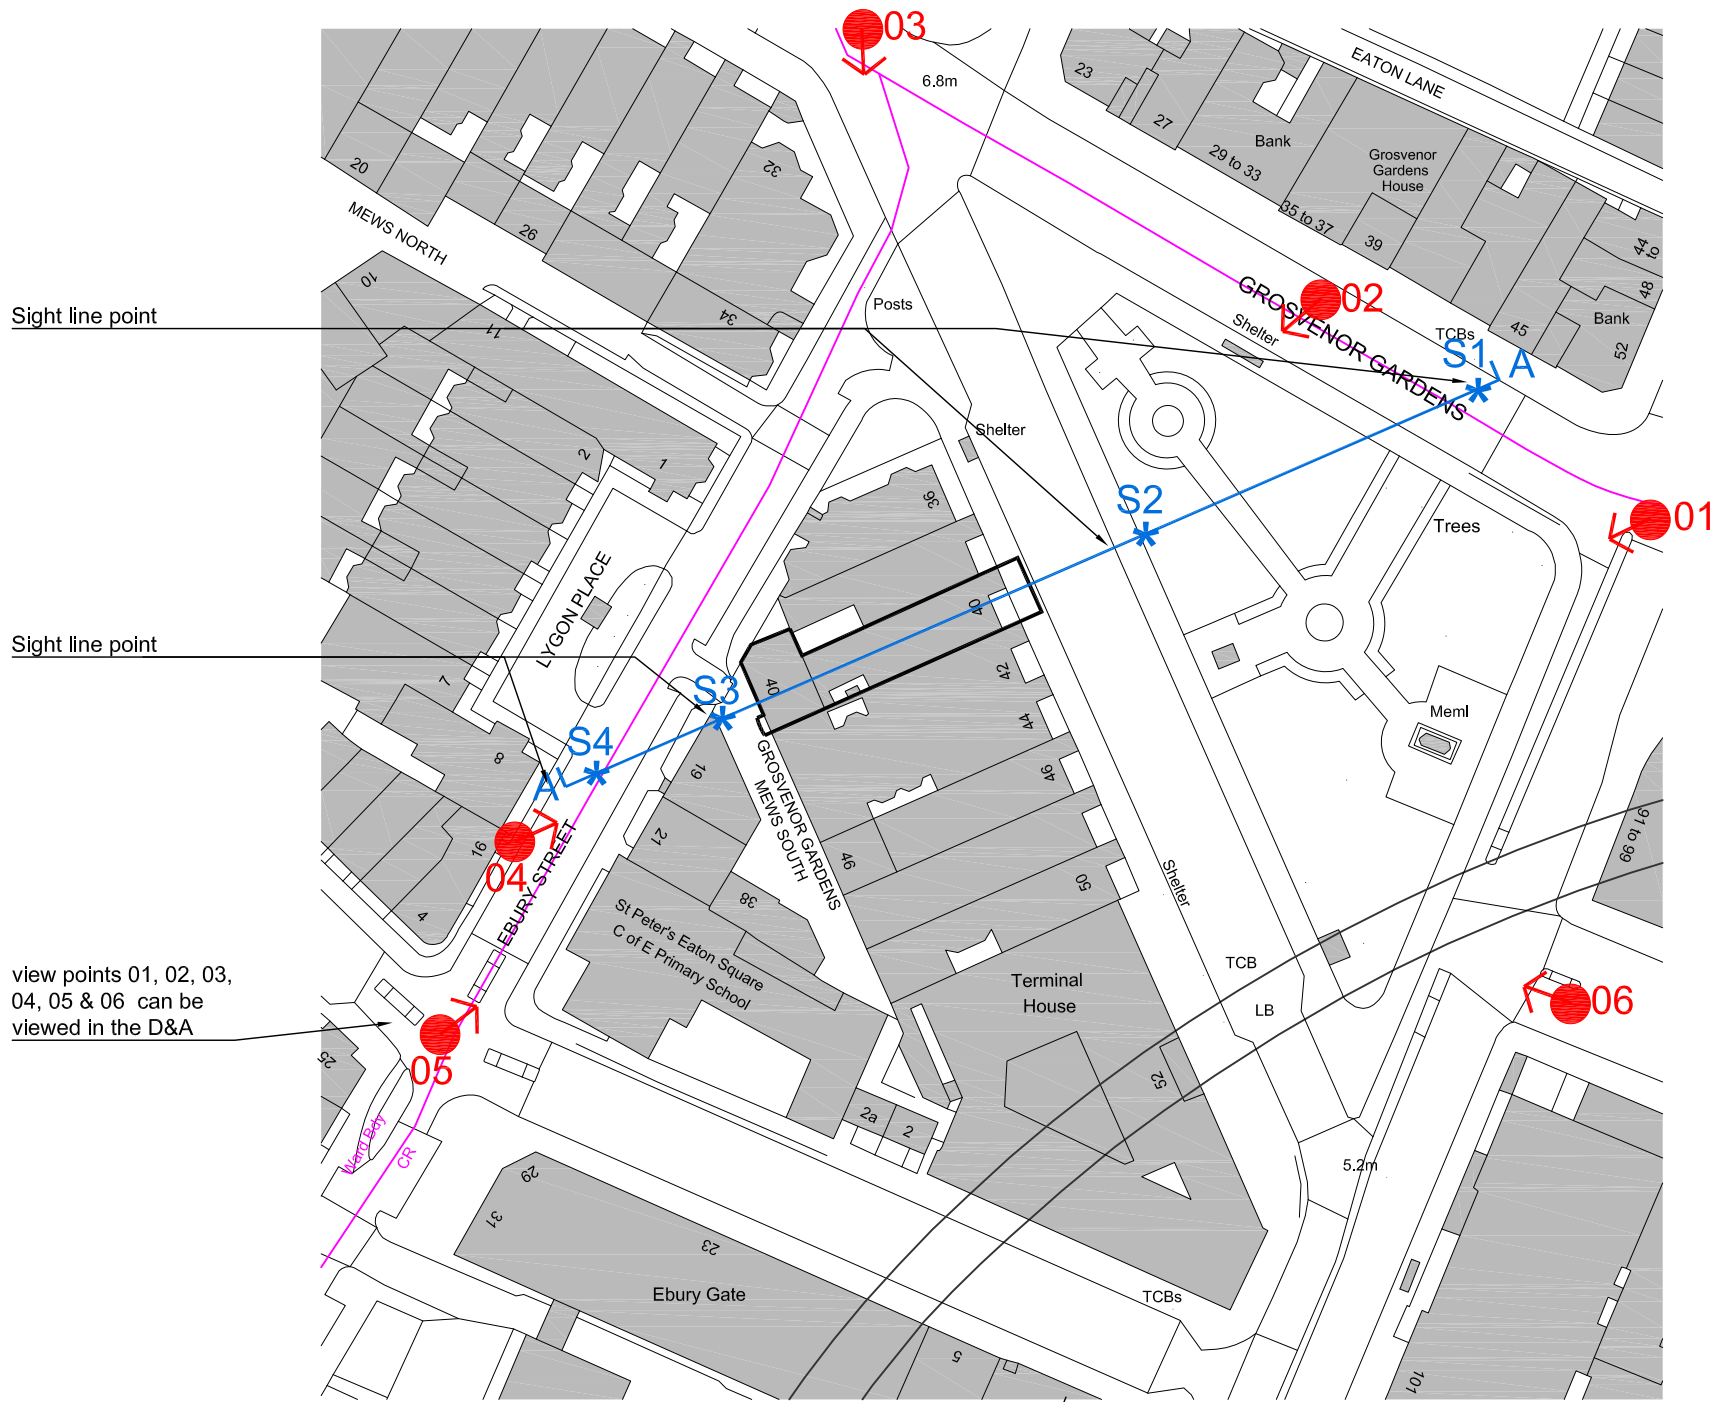 03
6.8m
EATON LANE
23
27
Bank
29 to 33
Grosvenor
Gardens
House
35 to 37
39
44
to
48
Bank
45
52
20
26
32
34
MEWS NORTH
10
11
Posts
Sight line point
GROSVENOR GARDENS
02
Shelter
TCBs
S1
A
Shelter
2
1
36
S2
01
Trees
LYGON PLACE
40
Sight line point
7
40
42
S3
44
Meml
8
S4
A
19
46
GROSVENOR GARDENS
MEWS SOUTH
21
46
91 to 99
16
04
EBURY STREET
4
38
50
Shelter
St Peter's Eaton Square
C of E Primary School
view points 01, 02, 03,
04, 05 & 06 can be
viewed in the D&A
Terminal
House
TCB
LB
06
05
25
52
2a
2
Ward Bdy
CR
5.2m
29
31
23
Ebury Gate
TCBs
5
101